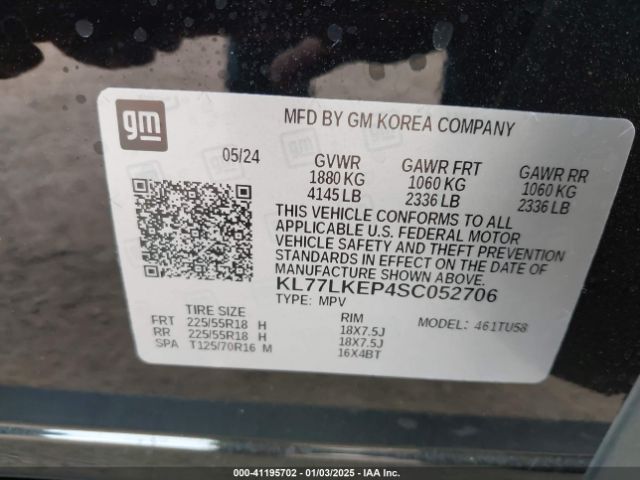 gm
MFD BY GM KOREA COMPANY
05/24
GVWR
1880 KG
4145 LB
GAWR FRT
1060 KG
2336 LB
GAWR RR
1060 KG
2336 LB
THIS VEHICLE CONFORMS TO ALL
APPLICABLE U.S. FEDERAL MOTOR
VEHICLE SAFETY AND THEFT PREVENTION
STANDARDS IN EFFECT ON THE DATE OF
MANUFACTURE SHOWN ABOVE.
KL77LKEP4SC052706
TYPE: MPV
MODEL: 461TU58
TIRE SIZE
RIM
FRT 225/55R18 H 18X7.5J
RR 225/55R18 H 18X7.5J
SPA T125/70R16 M 16X4BT
000-41195702 - 01/03/2025 - IAA Inc.